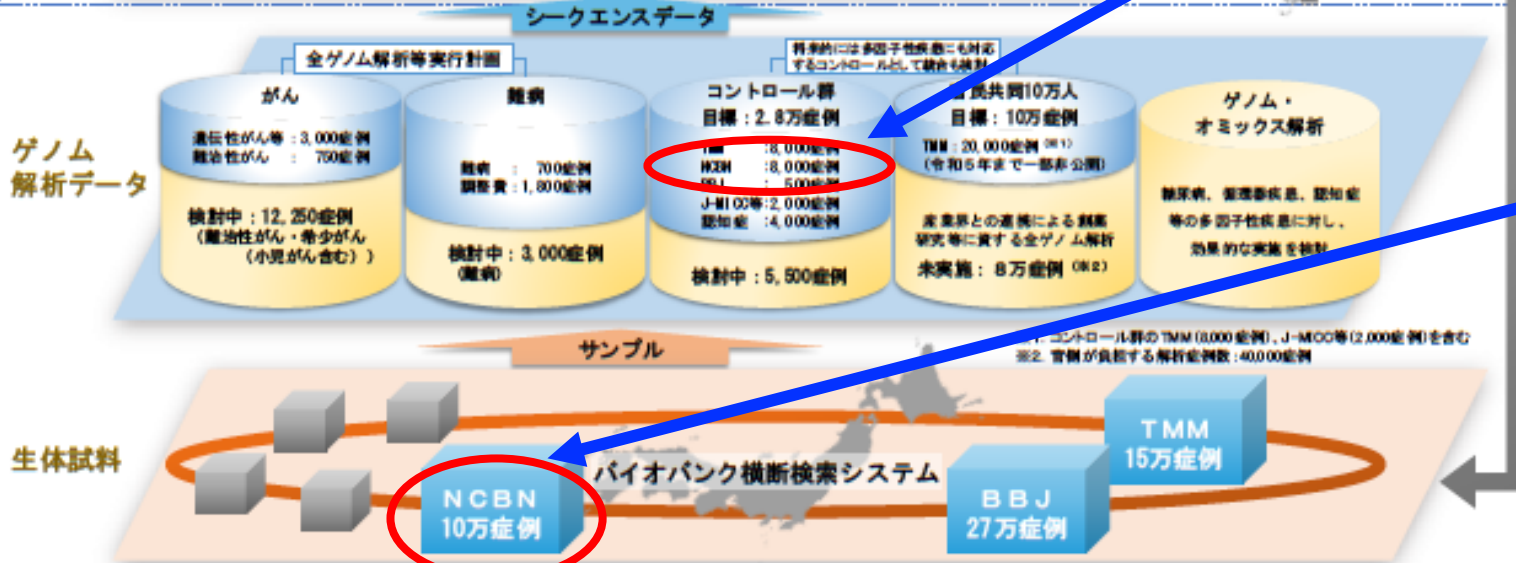 シークエンスデータ
全ゲノム解析等実行計画
将来的には多因子性疾患にも対応
するコントロールとして統合も検討
ゲノム
解析データ
がん
遺伝性がん等:3,000症例
難治性がん : 750症例
検討中:12,250症例
(難治性がん・希少がん
(小児がん含む))
難病
難病 : 700症例
調整費:1,800症例
検討中:3,000症例
(難病)
コントロール群
目標:2.8万症例
TMM :8,000症例
NCBN :8,000症例
BBJ : 500症例
J-MICC等:2,000症例
認知症 :4,000症例
検討中:5,500症例
官民共同10万人
目標:10万症例
TMM:20,000症例(※1)
(令和5年まで一部非公開)
産業界との連携による創薬
研究等に資する全ゲノム解析
未実施:8万症例(※2)
ゲノム・
オミックス解析
糖尿病、循環器疾患、認知症
等の多因子性疾患に対し、
効果的な実施を検討
サンプル
※1. コントロール群のTMM(8,000症例)、J-MICC等(2,000症例)を含む
※2. 官側が負担する解析症例数:40,000症例
生体試料
バイオバンク横断検索システム
NCBN
10万症例
BBJ
27万症例
TMM
15万症例